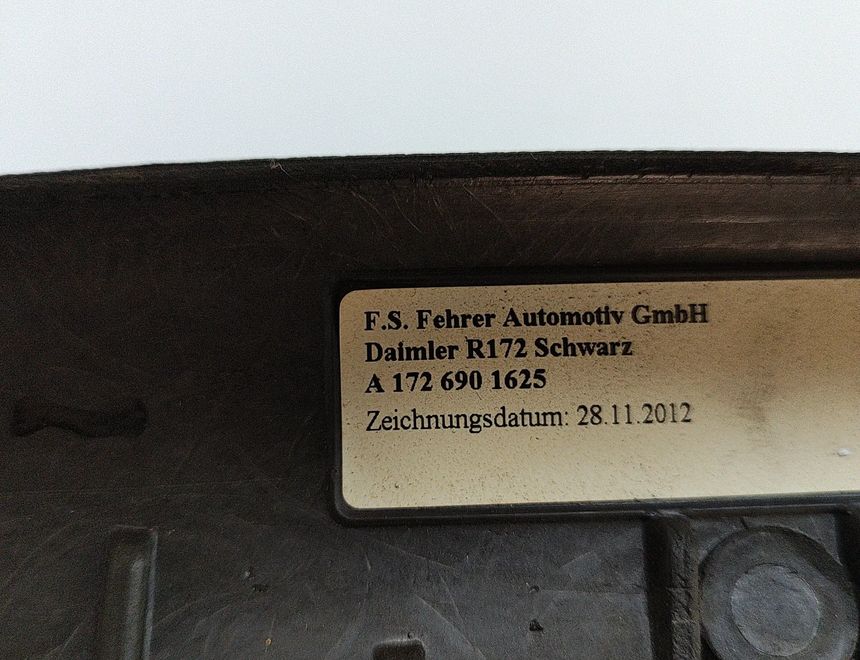 F.S. Fehrer Automotiv GmbH
Daimler R172 Schwarz
A 172 690 1625
Zeichnungsdatum: 28.11.2012